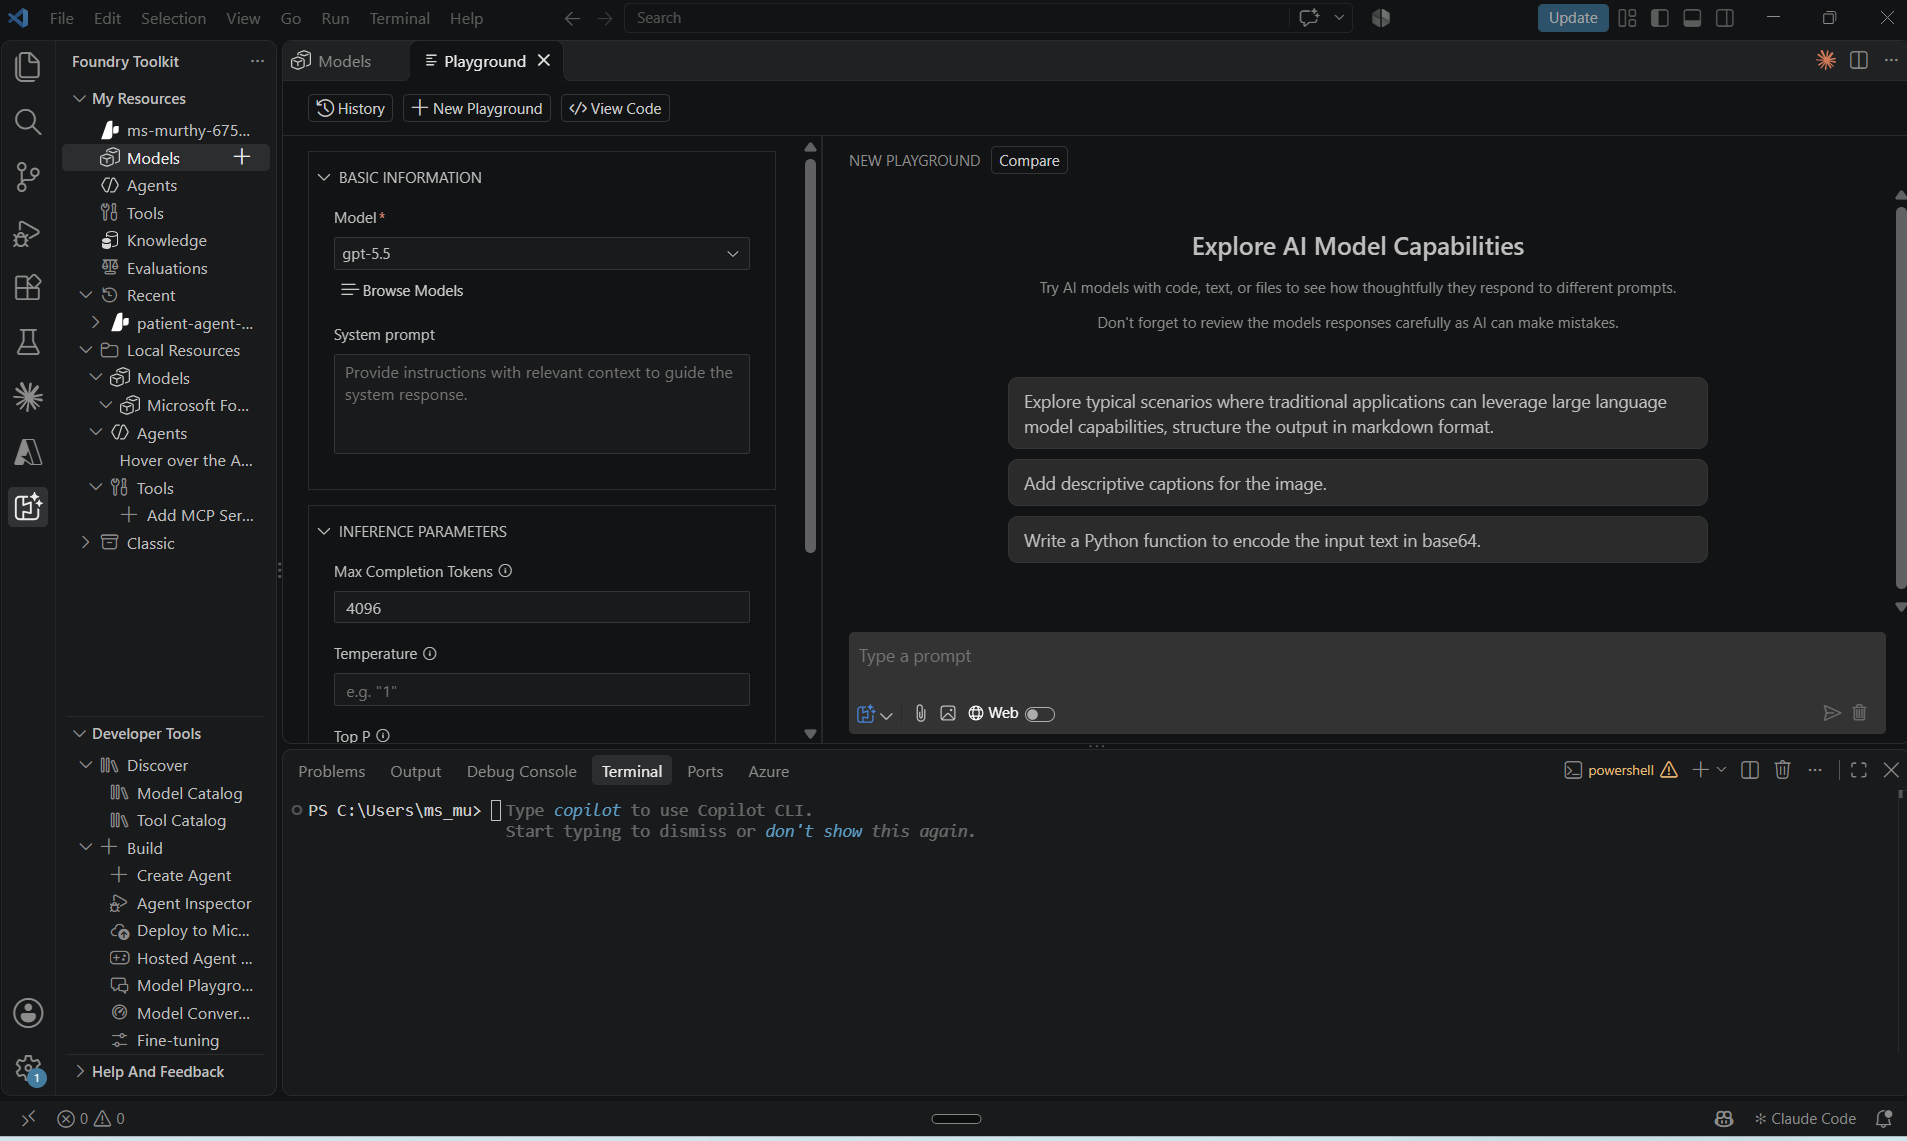 File Edit Selection View Go Run Terminal Help
Search
Update
Foundry Toolkit
My Resources
ms-murthy-675...
Models
Agents
Tools
Knowledge
Evaluations
Recent
patient-agent-...
Local Resources
Models
Microsoft Fo...
Agents
Hover over the A...
Tools
Add MCP Ser...
Classic
Developer Tools
Discover
Model Catalog
Tool Catalog
Build
Create Agent
Agent Inspector
Deploy to Mic...
Hosted Agent ...
Model Playgro...
Model Conver...
Fine-tuning
Help And Feedback
Models
Playground
History
New Playground
View Code
BASIC INFORMATION
Model*
gpt-5.5
Browse Models
System prompt
Provide instructions with relevant context to guide the
system response.
INFERENCE PARAMETERS
Max Completion Tokens
4096
Temperature
e.g. "1"
Top P
NEW PLAYGROUND
Compare
Explore AI Model Capabilities
Try AI models with code, text, or files to see how thoughtfully they respond to different prompts.
Don't forget to review the models responses carefully as AI can make mistakes.
Explore typical scenarios where traditional applications can leverage large language
model capabilities, structure the output in markdown format.
Add descriptive captions for the image.
Write a Python function to encode the input text in base64.
Type a prompt
Web
Problems Output Debug Console Terminal Ports Azure
powershell
PS C:\Users\ms_mu> Type copilot to use Copilot CLI.
Start typing to dismiss or don't show this again.
1
0 0
Claude Code